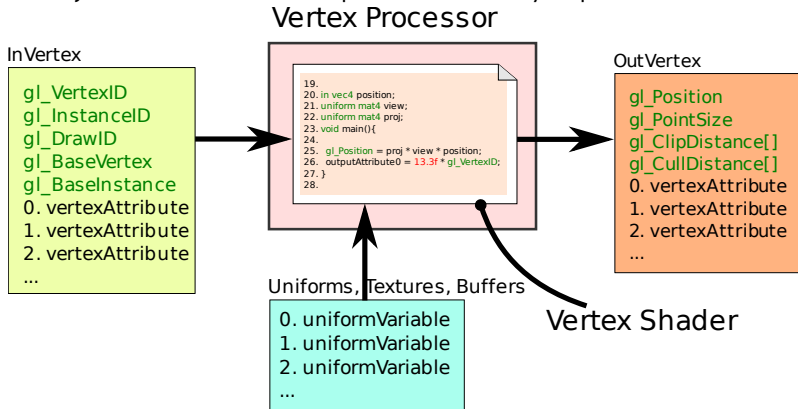 Vertex Processor
InVertex
gl_VertexID
gl_InstanceID
gl_DrawID
gl_BaseVertex
gl_BaseInstance
0. vertexAttribute
1. vertexAttribute
2. vertexAttribute
...
19.
20. in vec4 position;
21. uniform mat4 view;
22. uniform mat4 proj;
23. void main(){
24.
25. gl_Position = proj * view * position;
26. outputAttribute0 = 13.3f * gl_VertexID;
27. }
28.
OutVertex
gl_Position
gl_PointSize
gl_ClipDistance[]
gl_CullDistance[]
0. vertexAttribute
1. vertexAttribute
2. vertexAttribute
...
Uniforms, Textures, Buffers
0. uniformVariable
1. uniformVariable
2. uniformVariable
...
Vertex Shader